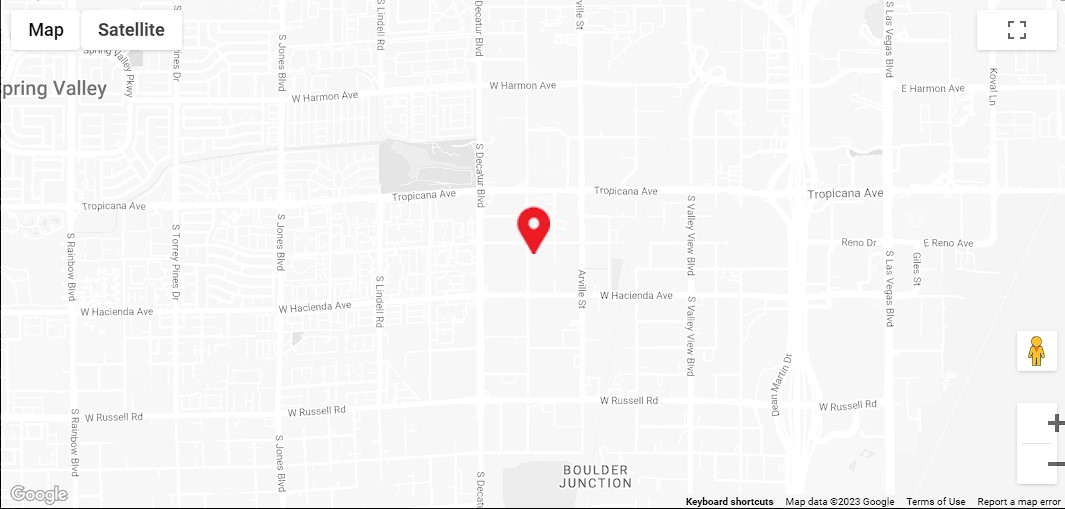 Map
Satellite
S Pines Dr
S Lindell Rd
Decatur Blvd
rville St
S Las Vegas Blvd
Spring Valley Pkwy
S Jones Blvd
Koval Ln
pring Valley
W Harmon Ave
W Harmon Ave
E Harmon Ave
S Decatur Blvd
Tropicana Ave
Tropicana Ave
Tropicana Ave
Tropicana Ave
S Rainbow Blvd
S Torrey Pines Dr
S Jones Blvd
S Valley View Blvd
Reno Dr
E Reno Ave
Giles St
S Las Vegas Blvd
S Lindell Rd
Arville St
W Hacienda Ave
W Hacienda Ave
W Hacienda Ave
S Valley View Blvd
Dean Martin Dr
W Russell Rd
W Russell Rd
W Russell Rd
W Russell Rd
S Rainbow Blvd
S Jones Blvd
S Decat
BOULDER
JUNCTION
Google
Keyboard shortcuts
Map data ©2023 Google
Terms of Use
Report a map error